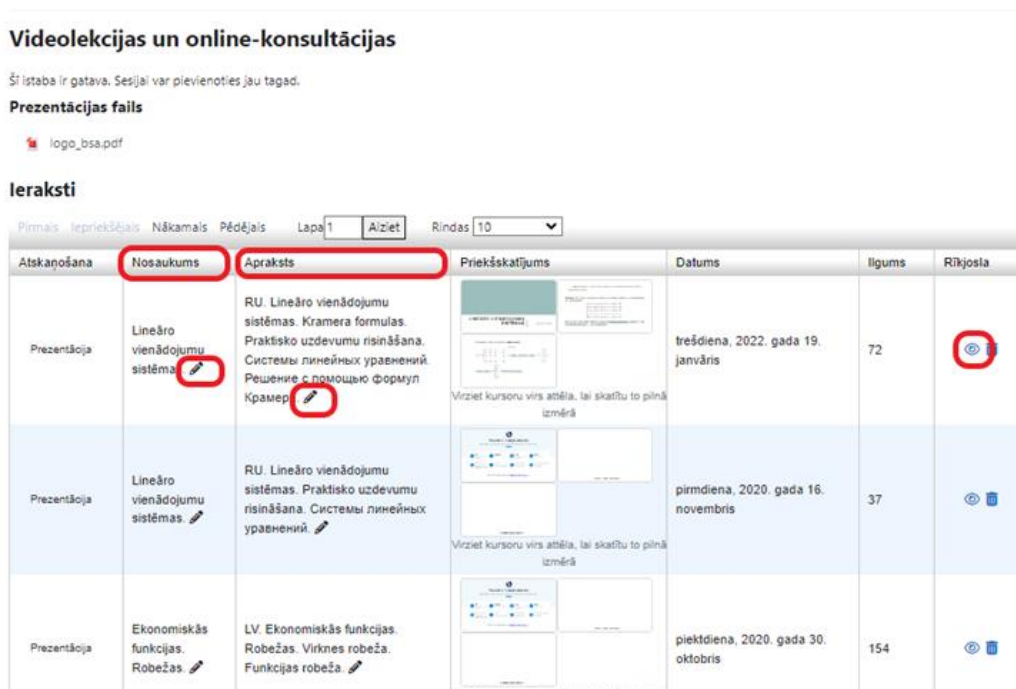 Videolekcijas un online-konsultācijas
Šī istaba ir gatava. Sesijai var pievienoties jau tagad.
Prezentācijas fails
logo_bsa.pdf
Ieraksti
Pirmais Iepriekšējais Nākamais Pēdējais Lapa 1 Aiziet Rindas 10
Atskaņošana Nosaukums Apraksts Priekšskatījums Datums Ilgums Rīkjosla
Prezentācija
Lineāro
vienādojumu
sistēmas
RU. Lineāro vienādojumu
sistēmas. Kramera formulas.
Praktisko uzdevumu risināšana.
Системы линейных уравнений.
Решение с помощью формул
Крамер
Virziet kursoru virs attēla, lai skatītu to pilnā
izmērā
trešdiena, 2022. gada 19.
janvāris
72
Prezentācija
Lineāro
vienādojumu
sistēmas.
RU. Lineāro vienādojumu
sistēmas. Praktisko uzdevumu
risināšana. Системы линейных
уравнений.
Virziet kursoru virs attēla, lai skatītu to pilnā
izmērā
pirmdiena, 2020. gada 16.
novembris
37
Prezentācija
Ekonomiskās
funkcijas.
Robežas.
LV. Ekonomiskās funkcijas.
Robežas. Virknes robeža.
Funkcijas robeža.
piektdiena, 2020. gada 30.
oktobris
154